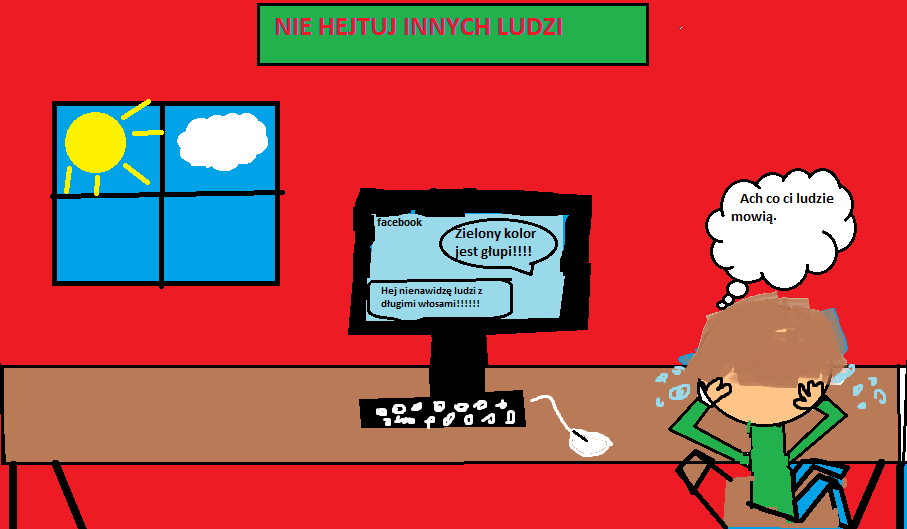 NIE HEJTUJ INNYCH LUDZI
facebook
Zielony kolor
jest głupi!!!!
Hej nienawidzę ludzi z
długimi włosami!!!!!!
Ach co ci ludzie
mowią.